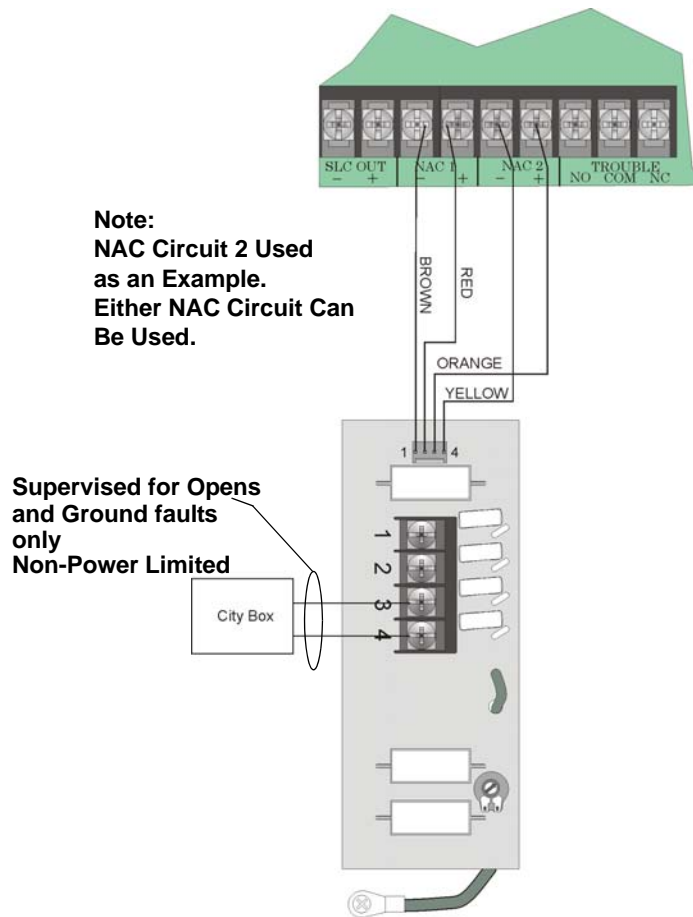 SLC OUT NAC 1 NAC 2 TROUBLE
- + - + - + NO COM NC
Note:
NAC Circuit 2 Used
as an Example.
Either NAC Circuit Can
Be Used.
BROWN
RED
ORANGE
YELLOW
1 4
Supervised for Opens
and Ground faults
only
Non-Power Limited
City Box
1
2
3
4